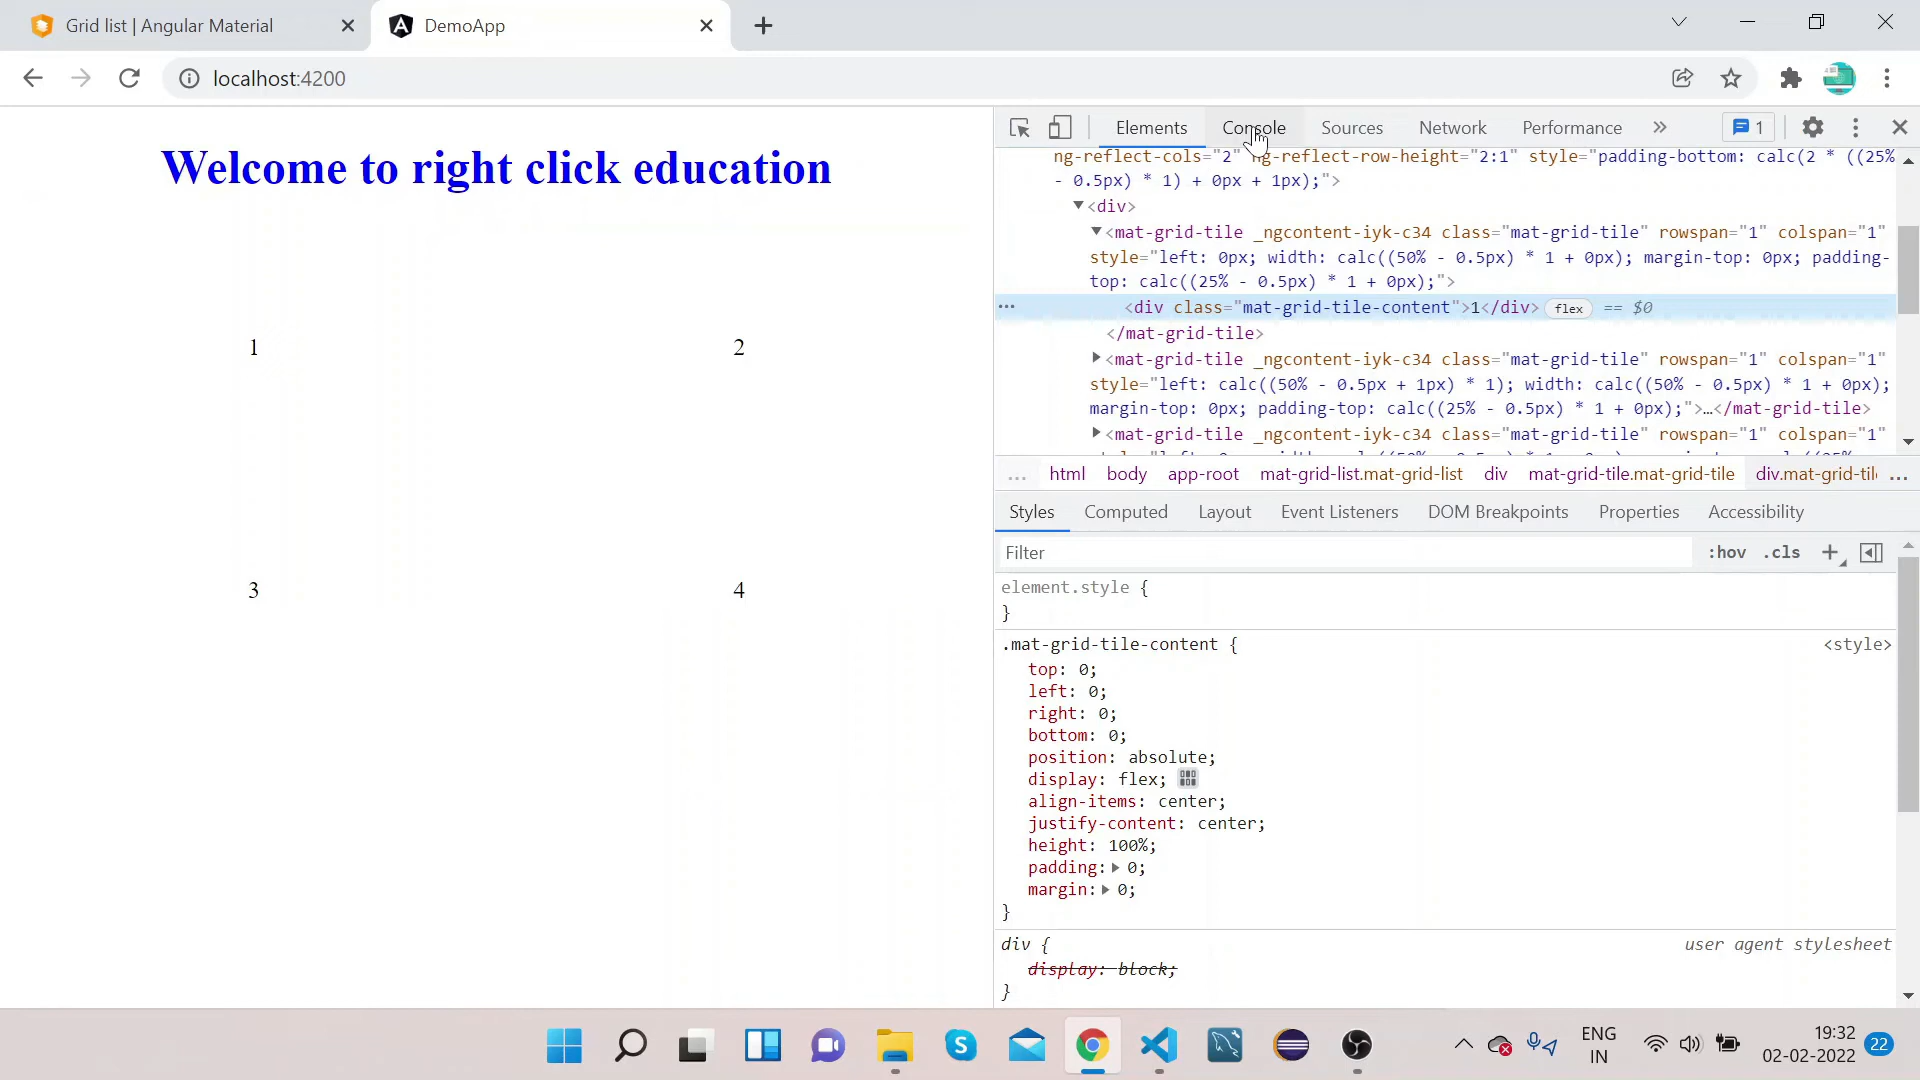 Grid list | Angular Material
DemoApp
localhost:4200
Welcome to right click education
1
2
3
4
Elements Console Sources Network Performance 1
ng-reflect-cols="2" ng-reflect-row-height="2:1" style="padding-bottom: calc(2 * ((25%
- 0.5px) * 1) + 0px + 1px);">
<div>
<mat-grid-tile _ngcontent-iyk-c34 class="mat-grid-tile" rowspan="1" colspan="1"
style="left: 0px; width: calc((50% - 0.5px) * 1 + 0px); margin-top: 0px; padding-
top: calc((25% - 0.5px) * 1 + 0px);">
<div class="mat-grid-tile-content">1</div> flex == $0
</mat-grid-tile>
<mat-grid-tile _ngcontent-iyk-c34 class="mat-grid-tile" rowspan="1" colspan="1"
style="left: calc((50% - 0.5px + 1px) * 1); width: calc((50% - 0.5px) * 1 + 0px);
margin-top: 0px; padding-top: calc((25% - 0.5px) * 1 + 0px);">…</mat-grid-tile>
<mat-grid-tile _ngcontent-iyk-c34 class="mat-grid-tile" rowspan="1" colspan="1"
... html body app-root mat-grid-list.mat-grid-list div mat-grid-tile.mat-grid-tile div.mat-grid-til ...
Styles Computed Layout Event Listeners DOM Breakpoints Properties Accessibility
Filter :hov .cls
element.style {
}
.mat-grid-tile-content { <style>
top: 0;
left: 0;
right: 0;
bottom: 0;
position: absolute;
display: flex;
align-items: center;
justify-content: center;
height: 100%;
padding: 0;
margin: 0;
}
div { user agent stylesheet
display: block;
}
ENG
IN
19:32
02-02-2022
22